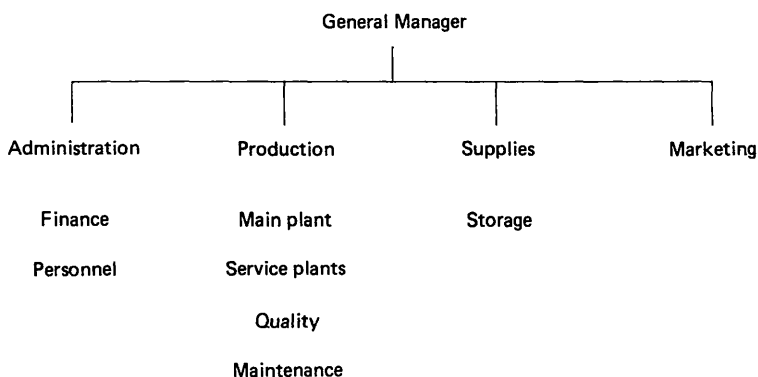 General Manager
Administration Production Supplies Marketing
Finance Main plant Storage
Personnel Service plants
Quality
Maintenance